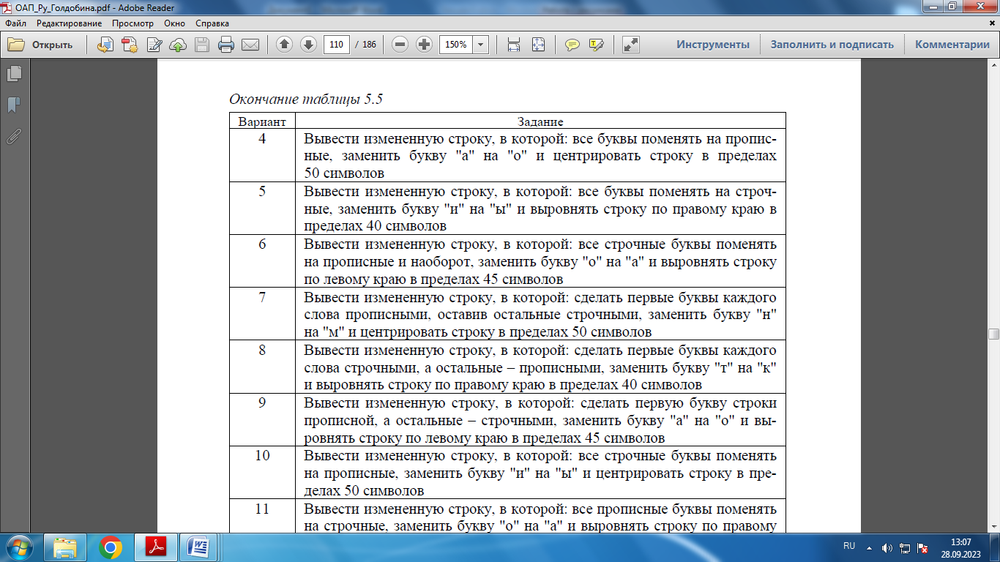 ОАП_Ру_Голдобина.pdf - Adobe Reader
Файл Редактирование Просмотр Окно Справка
Открыть 110 / 186 150% Инструменты Заполнить и подписать Комментарии
Окончание таблицы 5.5
Вариант Задание
4 Вывести измененную строку, в которой: все буквы поменять на пропис-
ные, заменить букву "а" на "о" и центрировать строку в пределах
50 символов
5 Вывести измененную строку, в которой: все буквы поменять на строч-
ные, заменить букву "и" на "ы" и выровнять строку по правому краю в
пределах 40 символов
6 Вывести измененную строку, в которой: все строчные буквы поменять
на прописные и наоборот, заменить букву "о" на "а" и выровнять строку
по левому краю в пределах 45 символов
7 Вывести измененную строку, в которой: сделать первые буквы каждого
слова прописными, оставив остальные строчными, заменить букву "н"
на "м" и центрировать строку в пределах 50 символов
8 Вывести измененную строку, в которой: сделать первые буквы каждого
слова строчными, а остальные – прописными, заменить букву "т" на "к"
и выровнять строку по правому краю в пределах 40 символов
9 Вывести измененную строку, в которой: сделать первую букву строки
прописной, а остальные – строчными, заменить букву "а" на "о" и вы-
ровнять строку по левому краю в пределах 45 символов
10 Вывести измененную строку, в которой: все строчные буквы поменять
на прописные, заменить букву "и" на "ы" и центрировать строку в пре-
делах 50 символов
11 Вывести измененную строку, в которой: все прописные буквы поменять
на строчные, заменить букву "о" на "а" и выровнять строку по правому
RU 13:07
28.09.2023